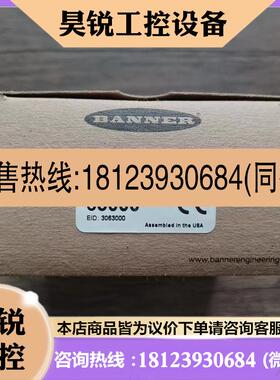 昊锐工控设备
BANNER
售热线:18123930684(同
EID: 3063000
Assembled in the USA
www.bannerengineering
锐
工控
本店商品皆为议价下单前请咨询客服
咨询热线 :18123930684 (微